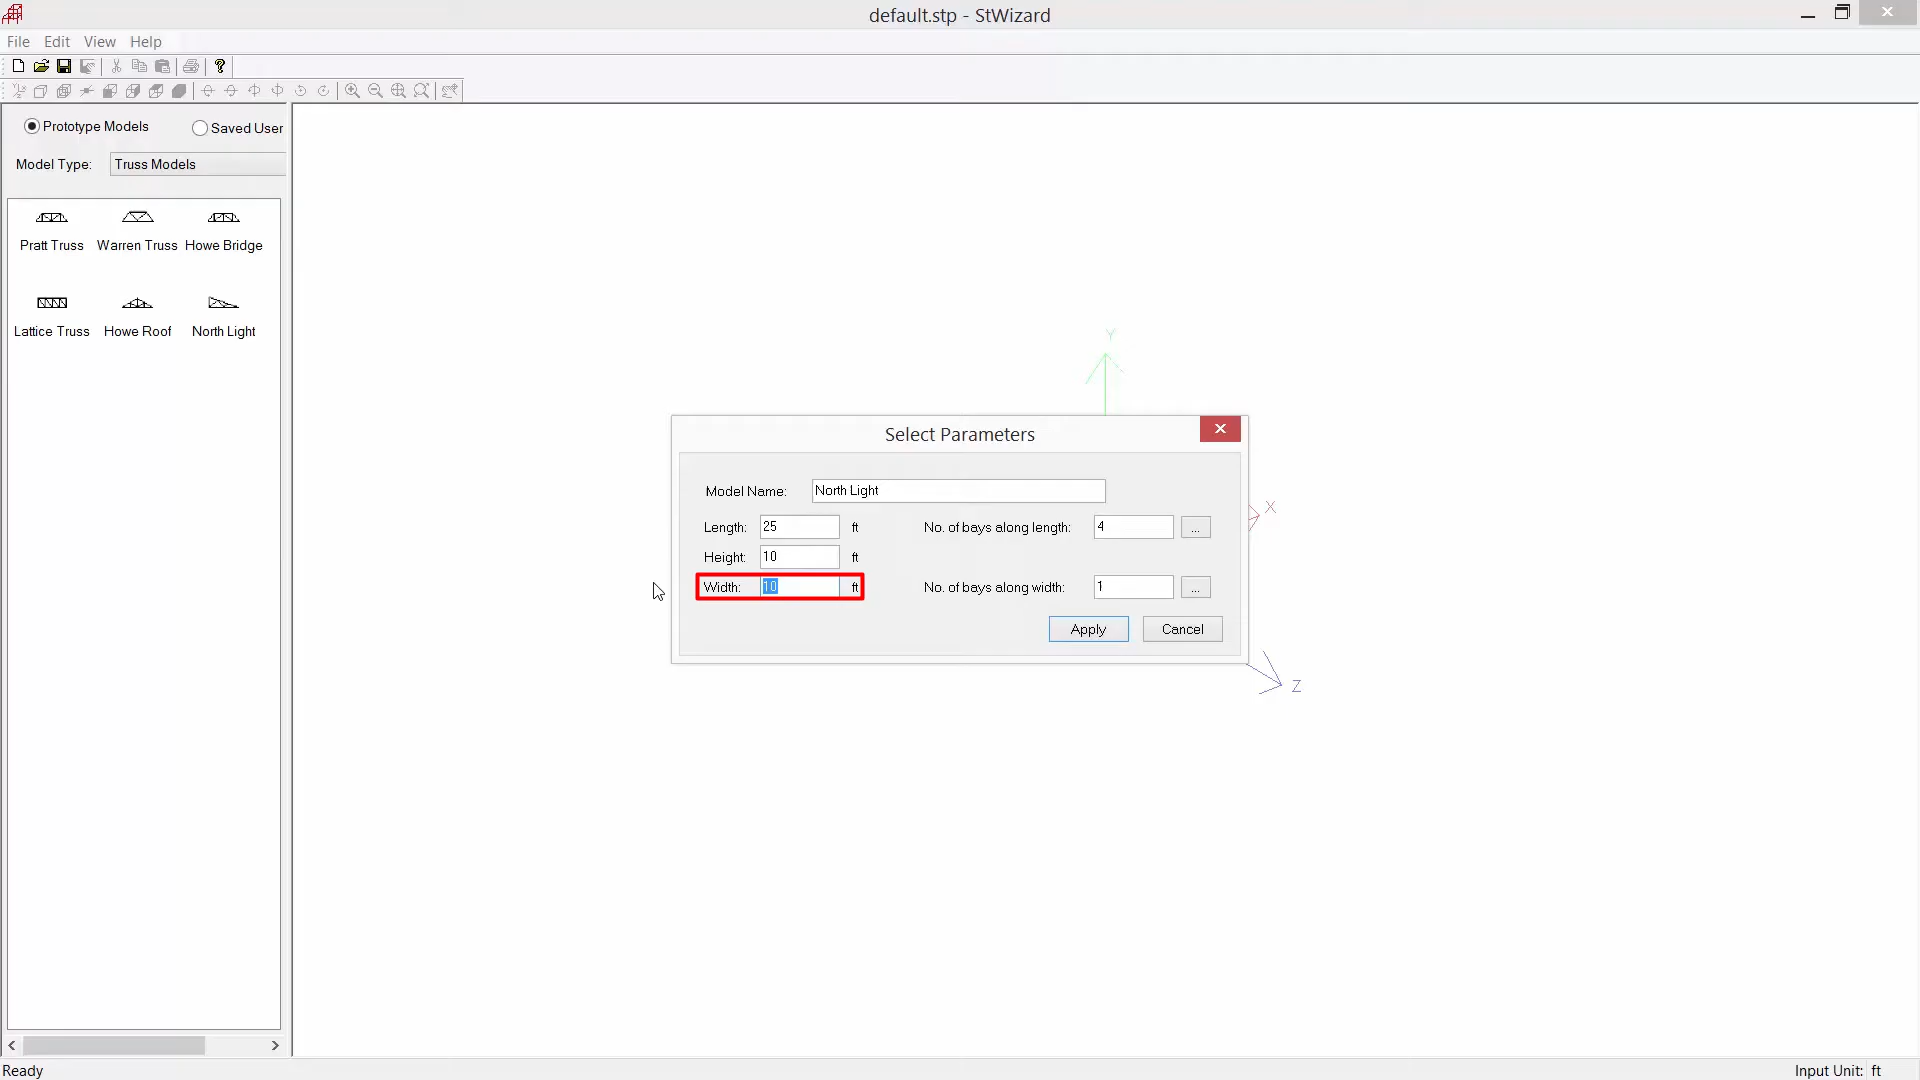 default.stp - StWizard
File Edit View Help
Prototype Models Saved User
Model Type: Truss Models
Pratt Truss Warren Truss Howe Bridge
Lattice Truss Howe Roof North Light
Y
X
Z
Select Parameters
Model Name: North Light
Length: 25 ft No. of bays along length: 4 ...
Height: 10 ft
Width: 10 ft No. of bays along width: 1 ...
Apply Cancel
Ready Input Unit: ft